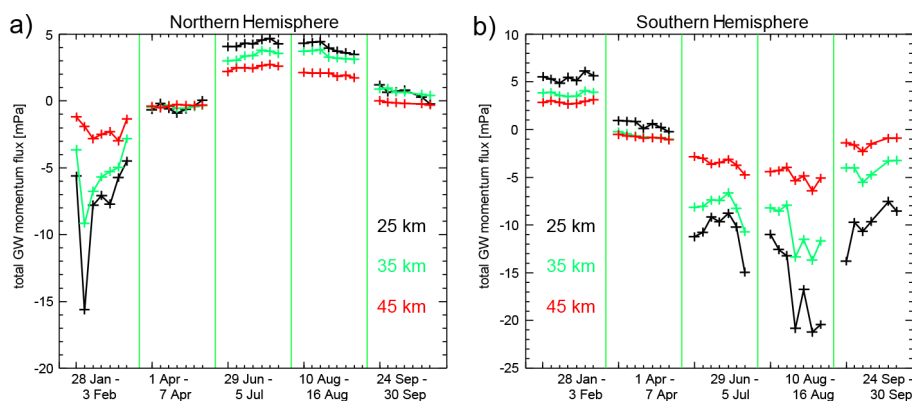 a)
Northern Hemisphere
total GW momentum flux [mPa]
5
0
-5
-10
-15
-20
25 km
35 km
45 km
28 Jan -
3 Feb
1 Apr -
7 Apr
29 Jun -
5 Jul
10 Aug -
16 Aug
24 Sep -
30 Sep
b)
Southern Hemisphere
total GW momentum flux [mPa]
10
5
0
-5
-10
-15
-20
-25
25 km
35 km
45 km
28 Jan -
3 Feb
1 Apr -
7 Apr
29 Jun -
5 Jul
10 Aug -
16 Aug
24 Sep -
30 Sep